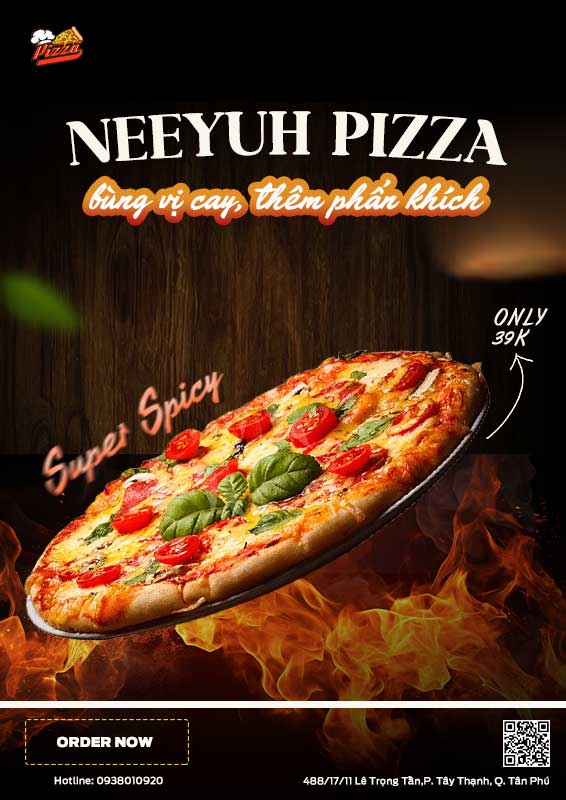 Pizza
NEEYUH PIZZA
bùng vị cay, thêm phấn khích
ONLY
39K
Super Spicy
ORDER NOW
Hotline: 0938010920
488/17/11 Lê Trọng Tấn,P. Tây Thạnh, Q. Tân Phú